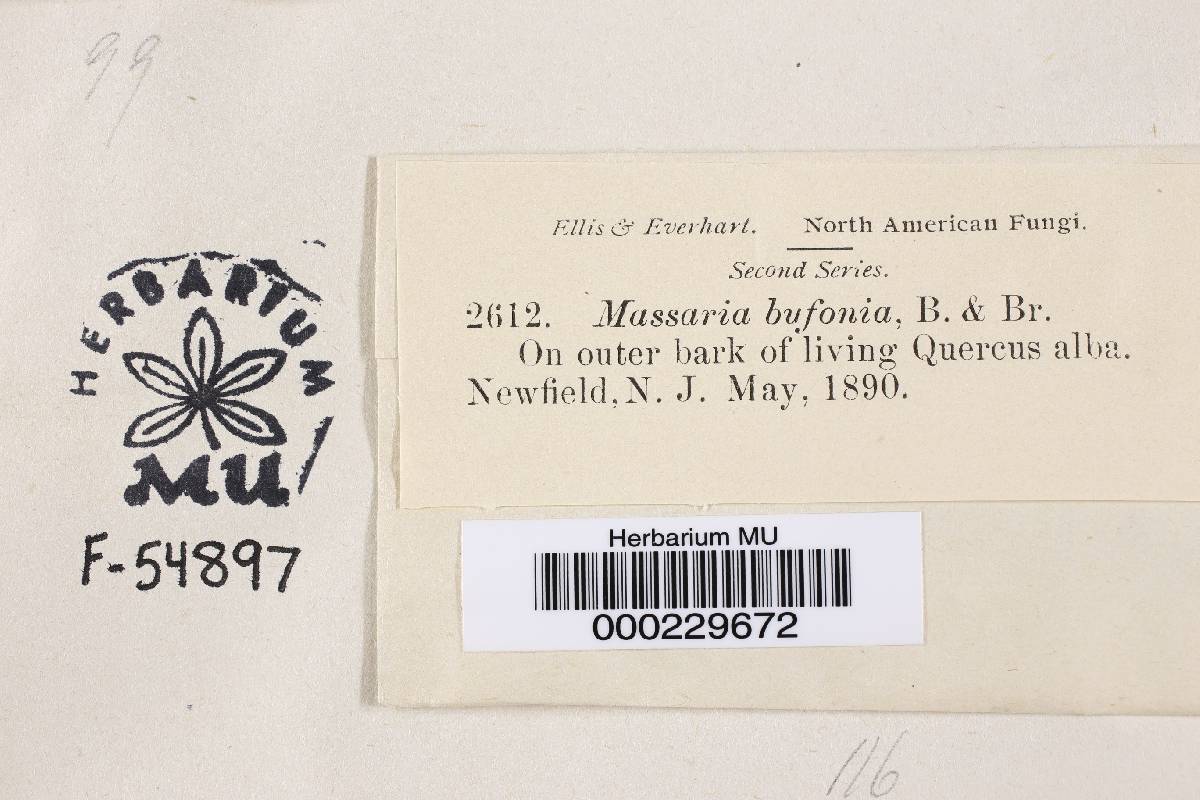 99
Ellis & Everhart. North American Fungi.
Second Series.
2612. Massaria bufonia, B. & Br.
On outer bark of living Quercus alba.
Newfield, N. J. May, 1890.
HERBARIUM
MU
F-54897
Herbarium MU
000229672
116